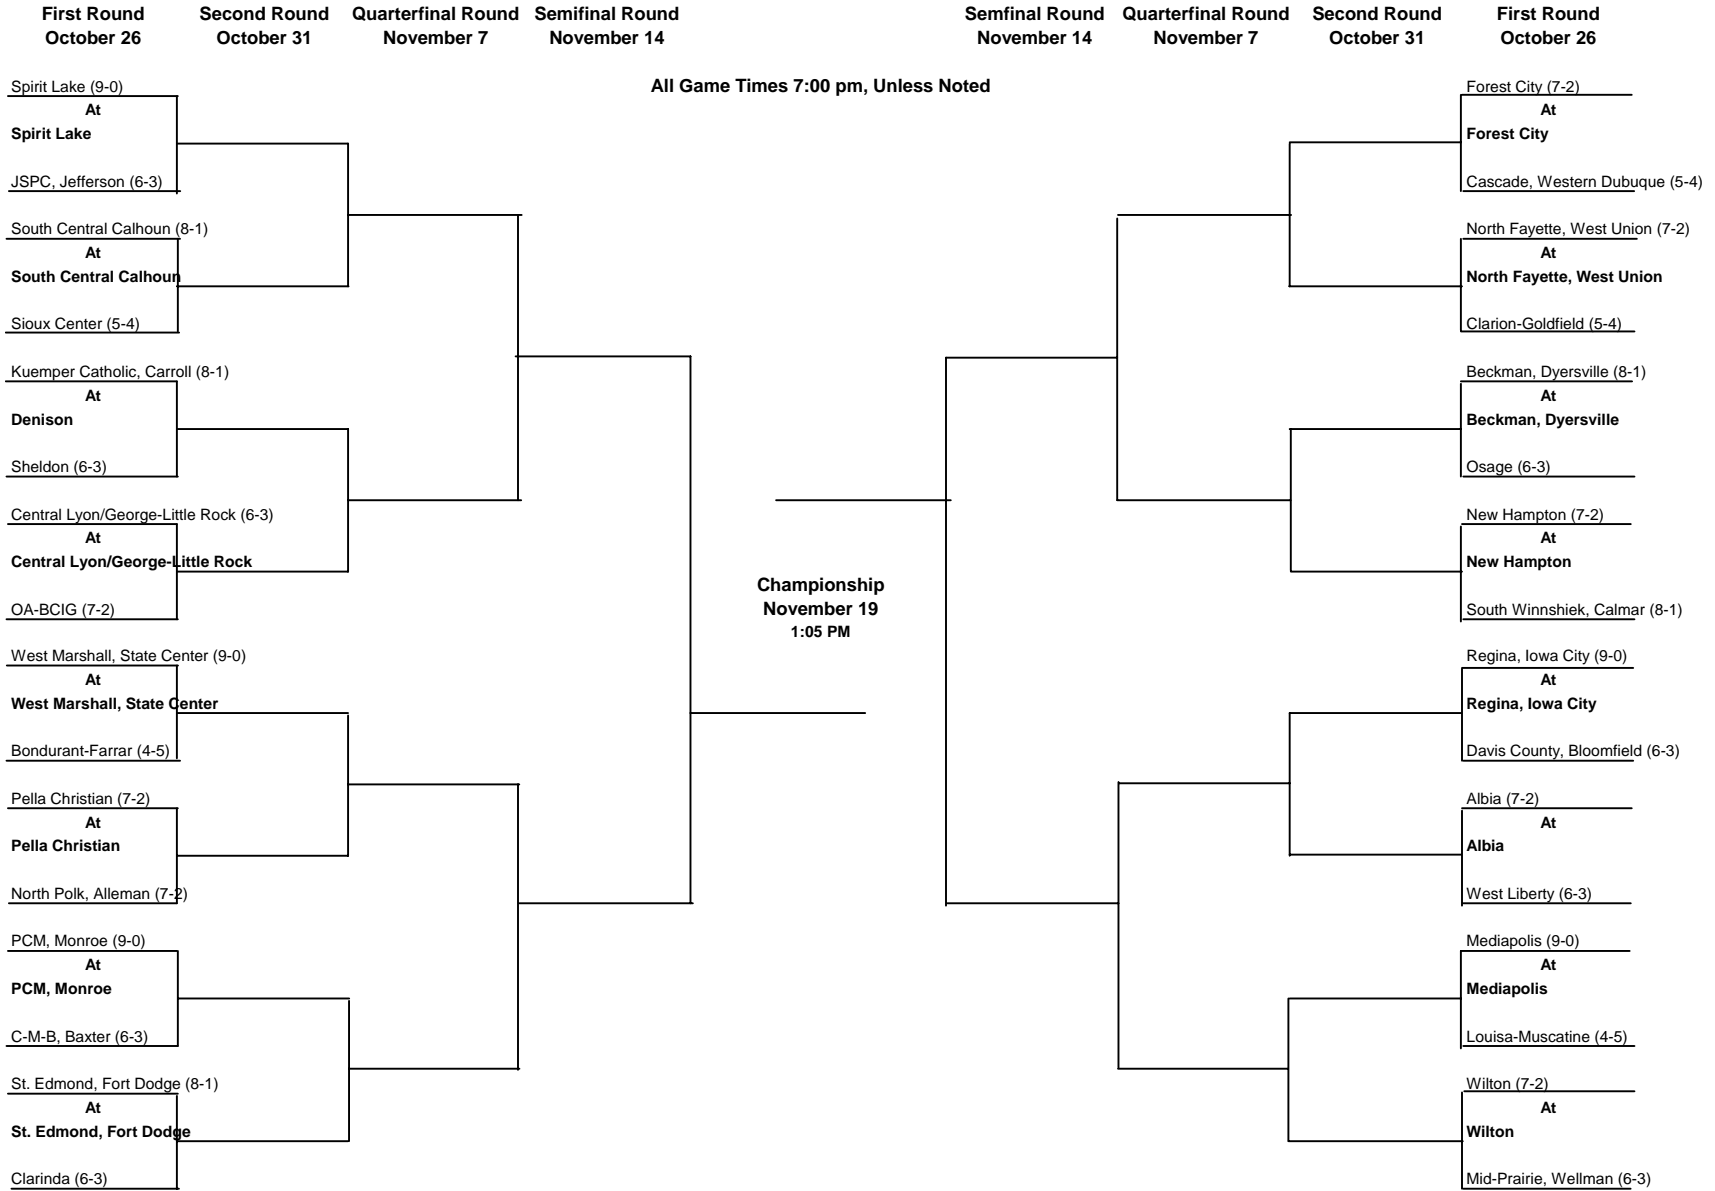 First Round
October 26
Second Round
October 31
Quarterfinal Round
November 7
Semifinal Round
November 14
Semfinal Round
November 14
Quarterfinal Round
November 7
Second Round
October 31
First Round
October 26
All Game Times 7:00 pm, Unless Noted
Spirit Lake (9-0)
At
Spirit Lake
JSPC, Jefferson (6-3)
South Central Calhoun (8-1)
At
South Central Calhoun
Sioux Center (5-4)
Kuemper Catholic, Carroll (8-1)
At
Denison
Sheldon (6-3)
Central Lyon/George-Little Rock (6-3)
At
Central Lyon/George-Little Rock
OA-BCIG (7-2)
West Marshall, State Center (9-0)
At
West Marshall, State Center
Bondurant-Farrar (4-5)
Pella Christian (7-2)
At
Pella Christian
North Polk, Alleman (7-2)
PCM, Monroe (9-0)
At
PCM, Monroe
C-M-B, Baxter (6-3)
St. Edmond, Fort Dodge (8-1)
At
St. Edmond, Fort Dodge
Clarinda (6-3)
Championship
November 19
1:05 PM
Forest City (7-2)
At
Forest City
Cascade, Western Dubuque (5-4)
North Fayette, West Union (7-2)
At
North Fayette, West Union
Clarion-Goldfield (5-4)
Beckman, Dyersville (8-1)
At
Beckman, Dyersville
Osage (6-3)
New Hampton (7-2)
At
New Hampton
South Winnshiek, Calmar (8-1)
Regina, Iowa City (9-0)
At
Regina, Iowa City
Davis County, Bloomfield (6-3)
Albia (7-2)
At
Albia
West Liberty (6-3)
Mediapolis (9-0)
At
Mediapolis
Louisa-Muscatine (4-5)
Wilton (7-2)
At
Wilton
Mid-Prairie, Wellman (6-3)